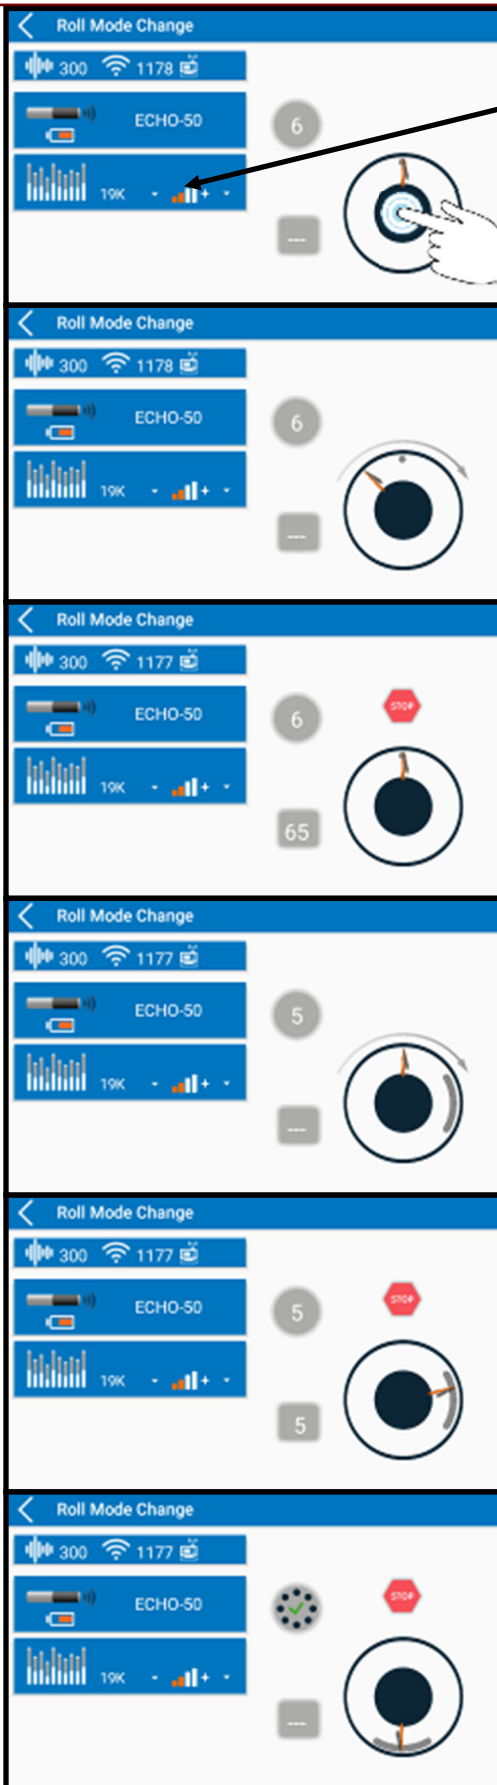 Roll Mode Change
300 1178
ECHO-50
6
19K - +  -
---
Roll Mode Change
300 1178
ECHO-50
6
19K - + -
---
Roll Mode Change
300 1177
STOP
ECHO-50
6
19K - + -
65
Roll Mode Change
300 1177
ECHO-50
5
19K - + -
---
Roll Mode Change
300 1177
STOP
ECHO-50
5
19K - + -
5
Roll Mode Change
300 1177
STOP
ECHO-50
19K - + -
---